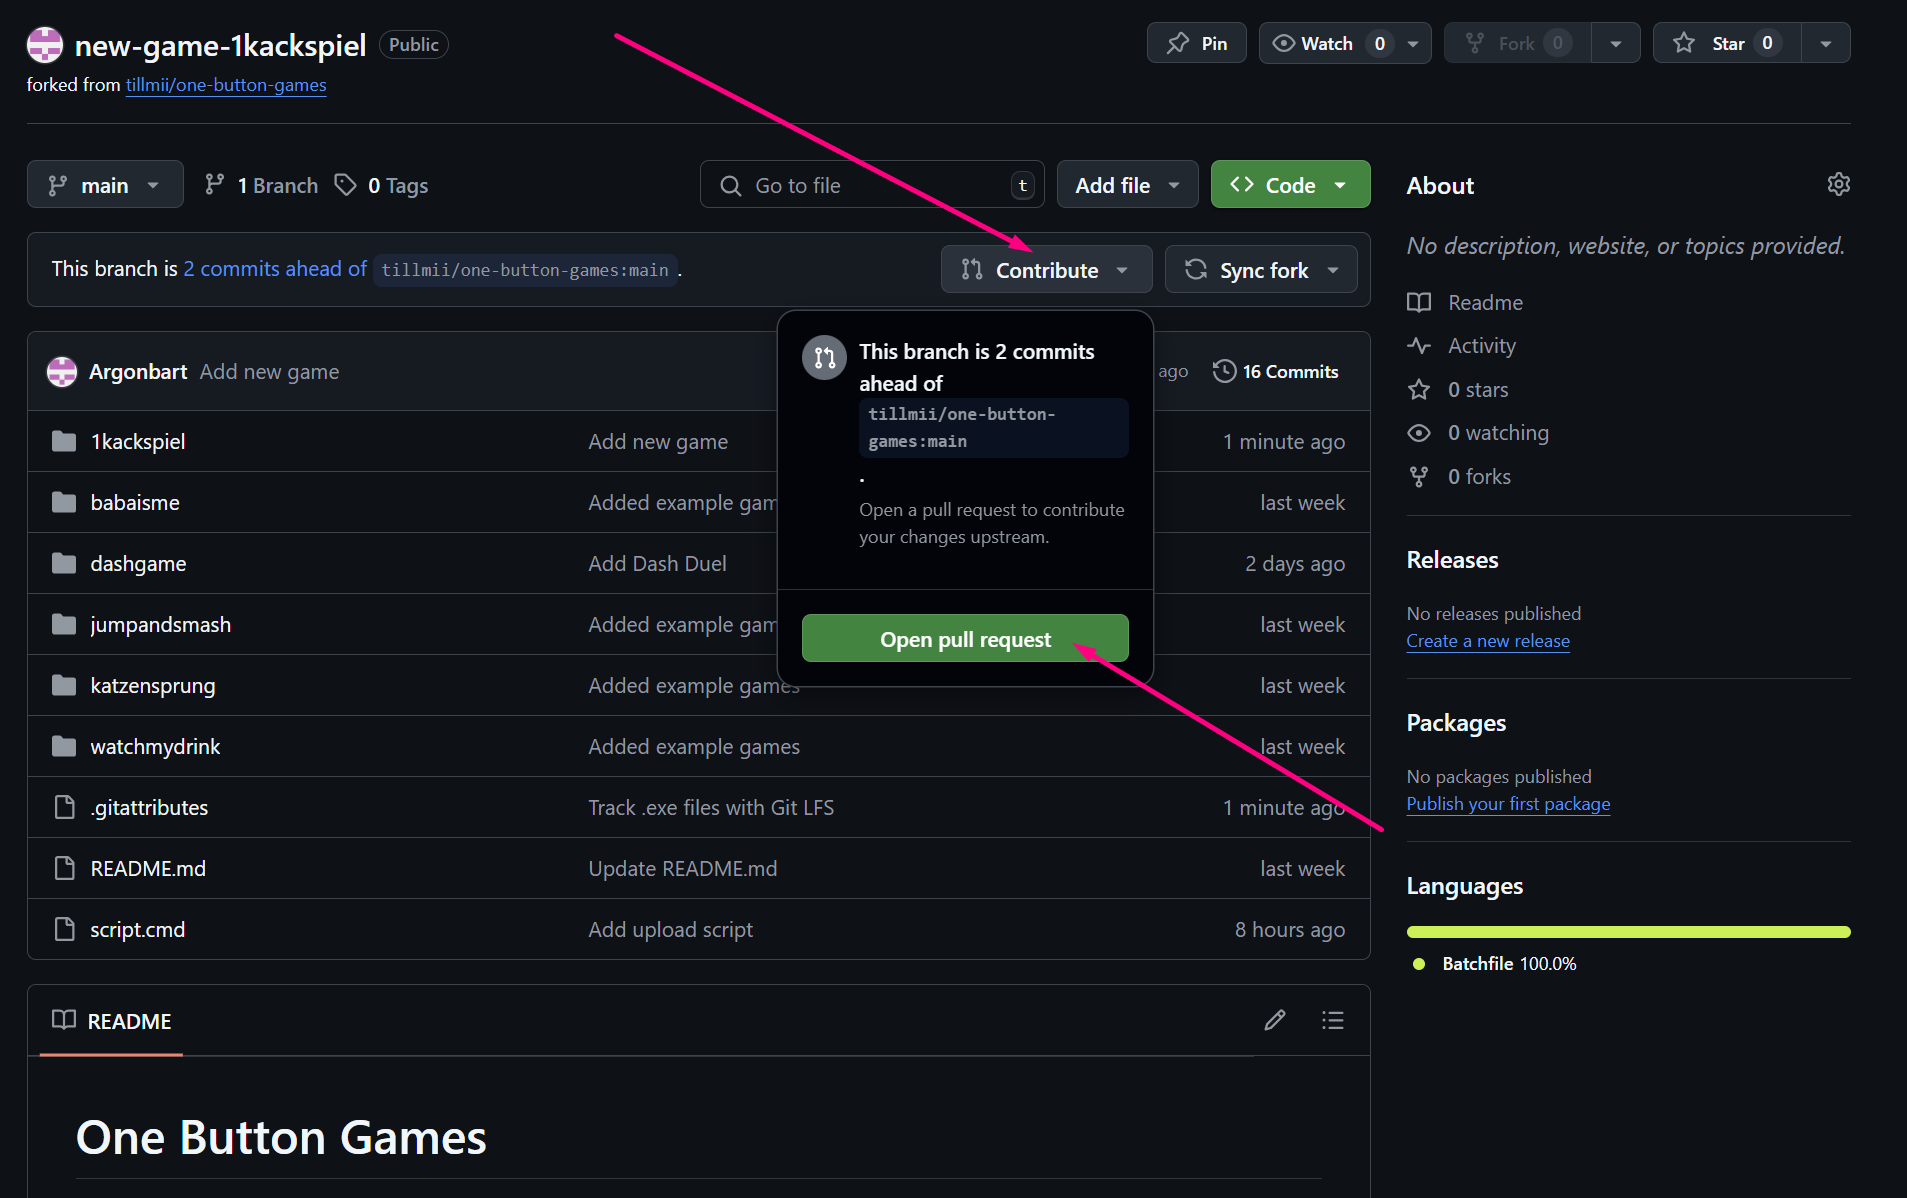 new-game-1kackspiel Public Pin Watch 0 Fork 0 Star 0
forked from tillmii/one-button-games
main 1 Branch 0 Tags Go to file t Add file Code
This branch is 2 commits ahead of tillmii/one-button-games:main . Contribute Sync fork
This branch is 2 commits
ahead of
tillmii/one-button-
games:main
.
Open a pull request to contribute
your changes upstream.
Open pull request
Argonbart Add new game ago 16 Commits
1kackspiel Add new game 1 minute ago
babaisme Added example gam last week
dashgame Add Dash Duel 2 days ago
jumpandsmash Added example gam last week
katzensprung Added example games last week
watchmydrink Added example games last week
.gitattributes Track .exe files with Git LFS 1 minute ago
README.md Update README.md last week
script.cmd Add upload script 8 hours ago
README
One Button Games
About
No description, website, or topics provided.
Readme
Activity
0 stars
0 watching
0 forks
Releases
No releases published
Create a new release
Packages
No packages published
Publish your first package
Languages
Batchfile 100.0%